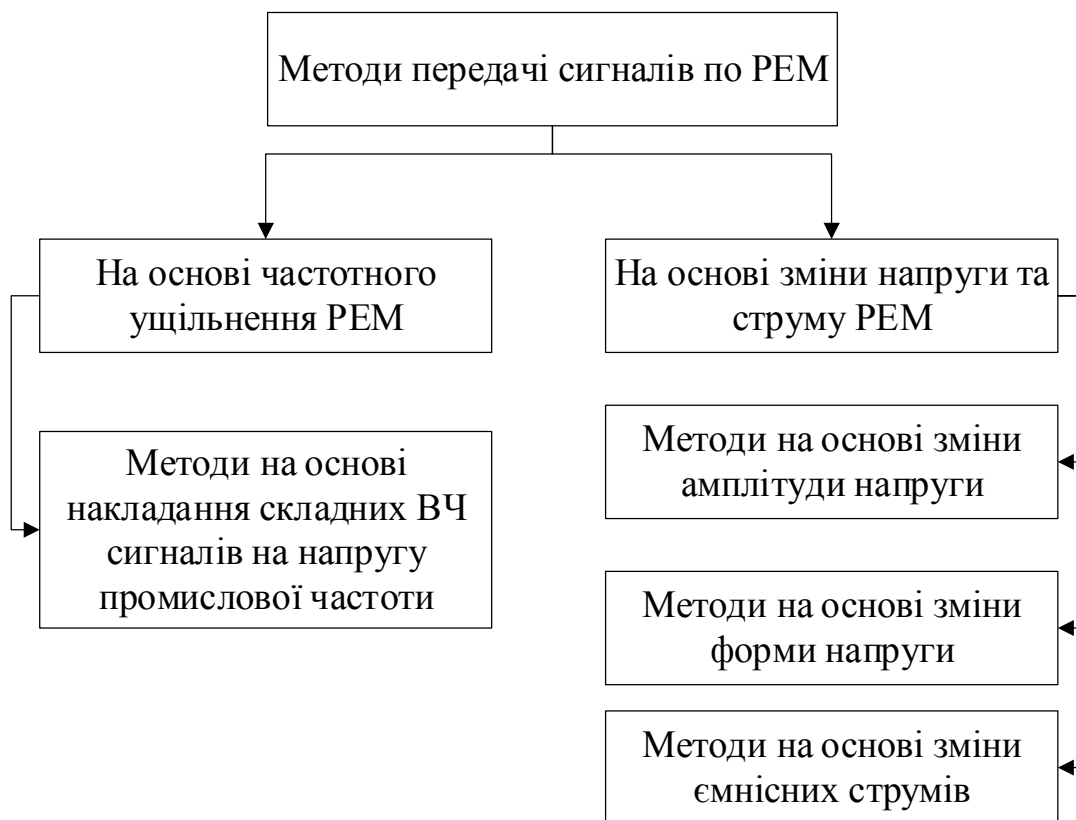 Методи передачі сигналів по РЕМ
На основі частотного
ущільнення РЕМ
На основі зміни напруги та
струму РЕМ
Методи на основі
накладання складних ВЧ
сигналів на напругу
промислової частоти
Методи на основі зміни
амплітуди напруги
Методи на основі зміни
форми напруги
Методи на основі зміни
ємнісних струмів